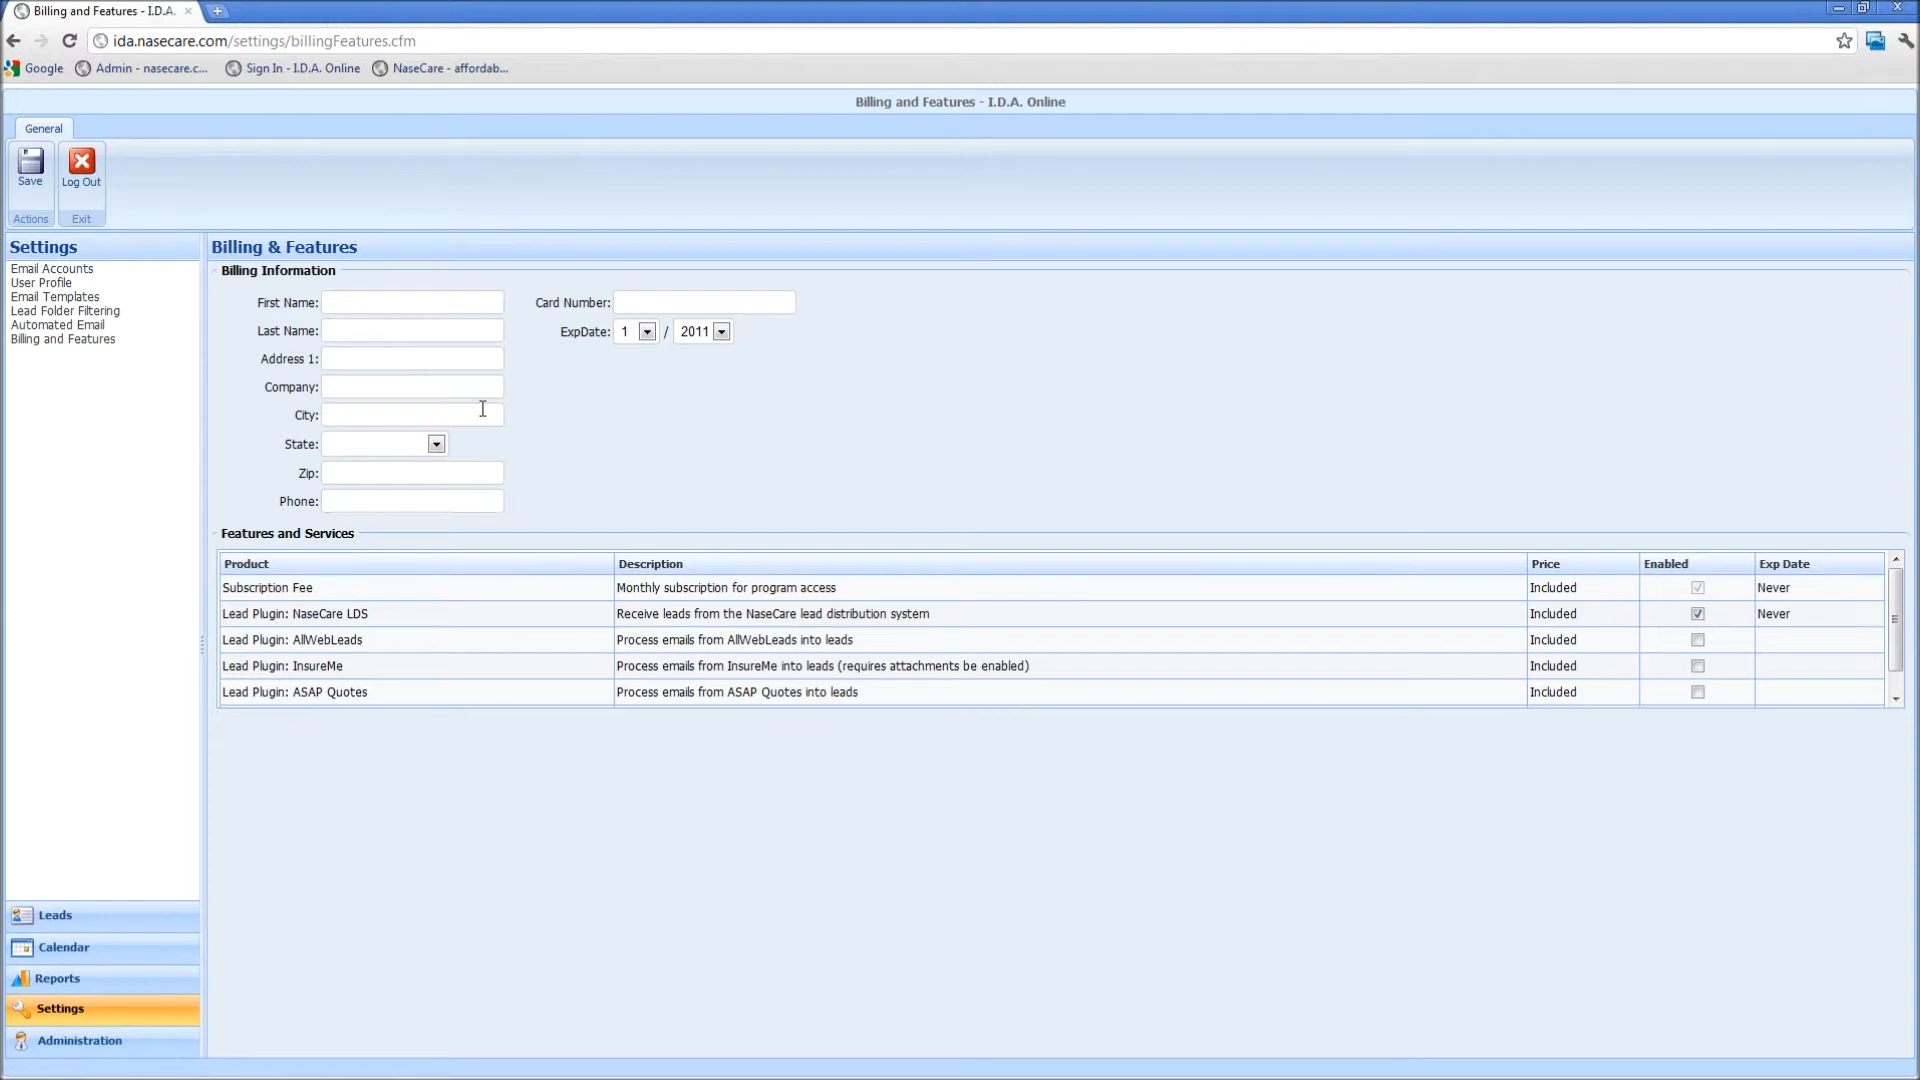 Billing and Features - I.D.A.
ida.nasecare.com/settings/billingFeatures.cfm
Google Admin - nasecare.c... Sign In - I.D.A. Online NaseCare - affordab...
Billing and Features - I.D.A. Online
General
Save Log Out
Actions Exit
Settings
Email Accounts
User Profile
Email Templates
Lead Folder Filtering
Automated Email
Billing and Features
Billing & Features
Billing Information
First Name: Card Number:
Last Name: ExpDate: 1 / 2011
Address 1:
Company:
City:
State:
Zip:
Phone:
Features and Services
Product Description Price Enabled Exp Date
Subscription Fee Monthly subscription for program access Included Never
Lead Plugin: NaseCare LDS Receive leads from the NaseCare lead distribution system Included Never
Lead Plugin: AllWebLeads Process emails from AllWebLeads into leads Included
Lead Plugin: InsureMe Process emails from InsureMe into leads (requires attachments be enabled) Included
Lead Plugin: ASAP Quotes Process emails from ASAP Quotes into leads Included
Leads
Calendar
Reports
Settings
Administration